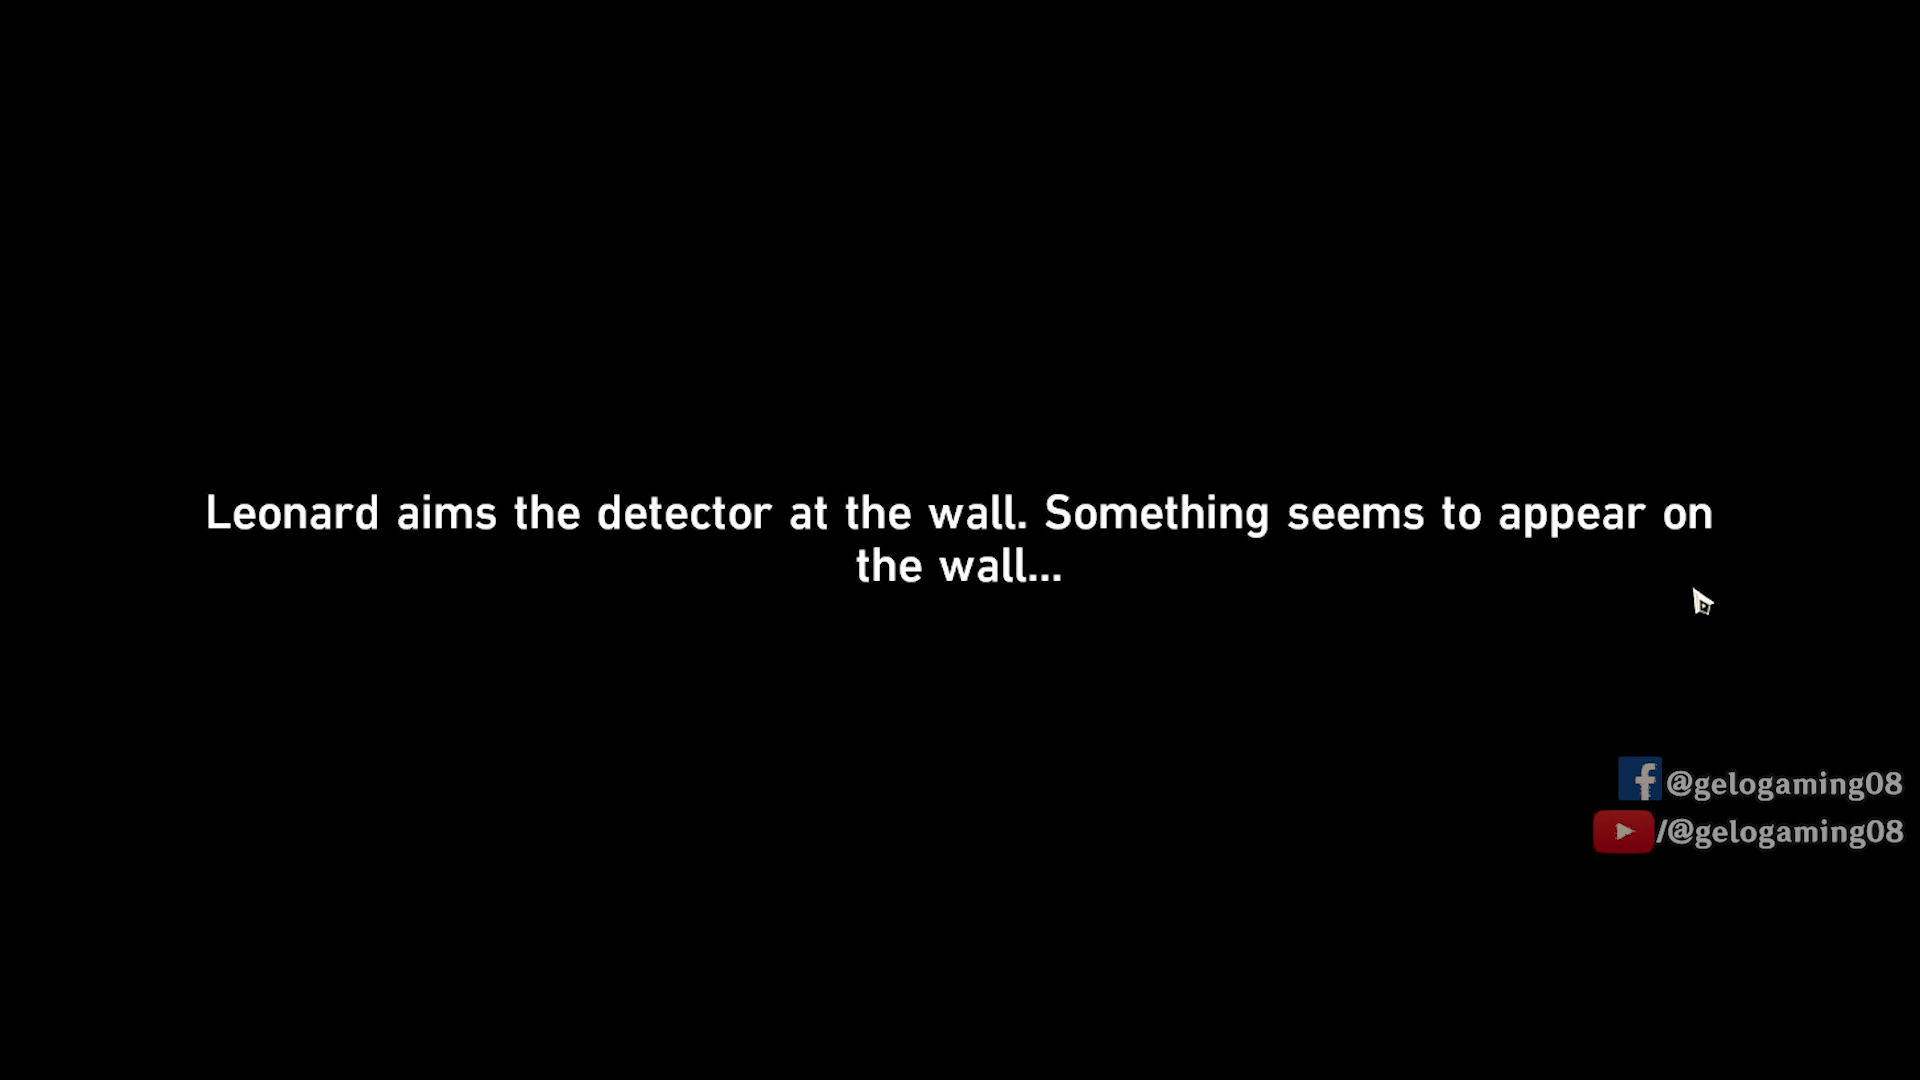 Leonard aims the detector at the wall. Something seems to appear on
the wall...
@gelogaming08
/@gelogaming08